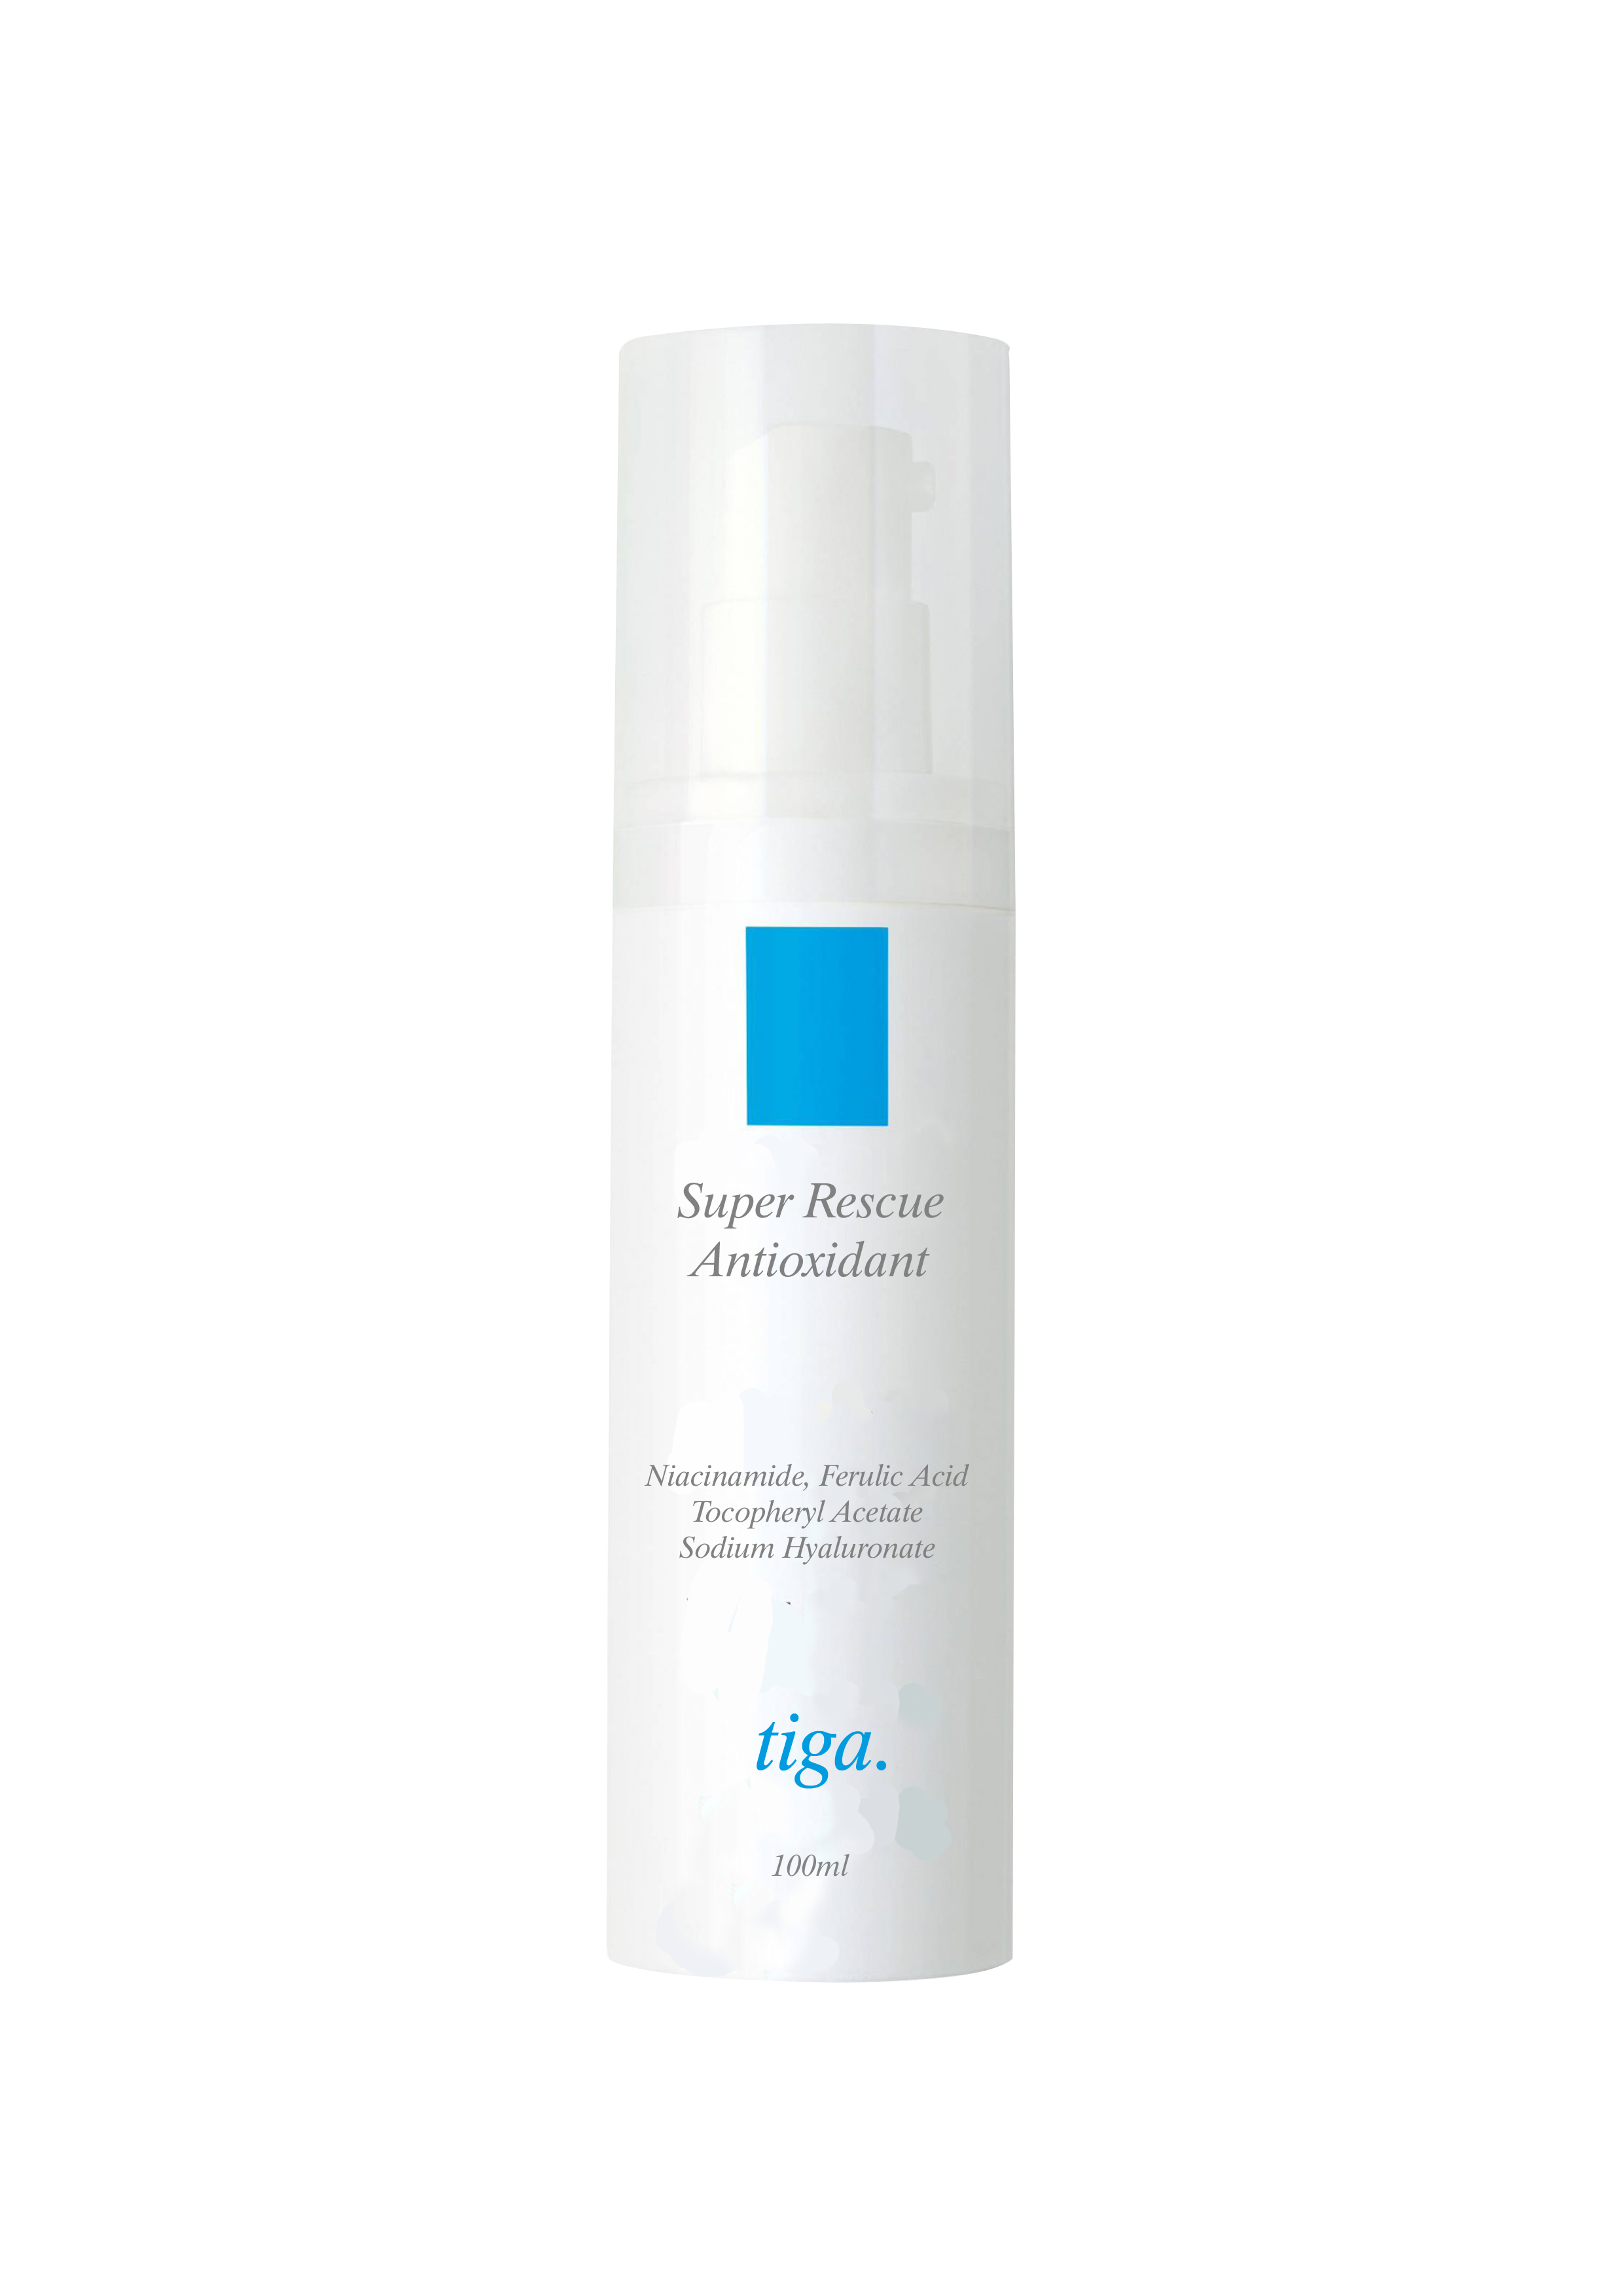 Super Rescue
Antioxidant
Niacinamide, Ferulic Acid
Tocopheryl Acetate
Sodium Hyaluronate
tiga.
100ml